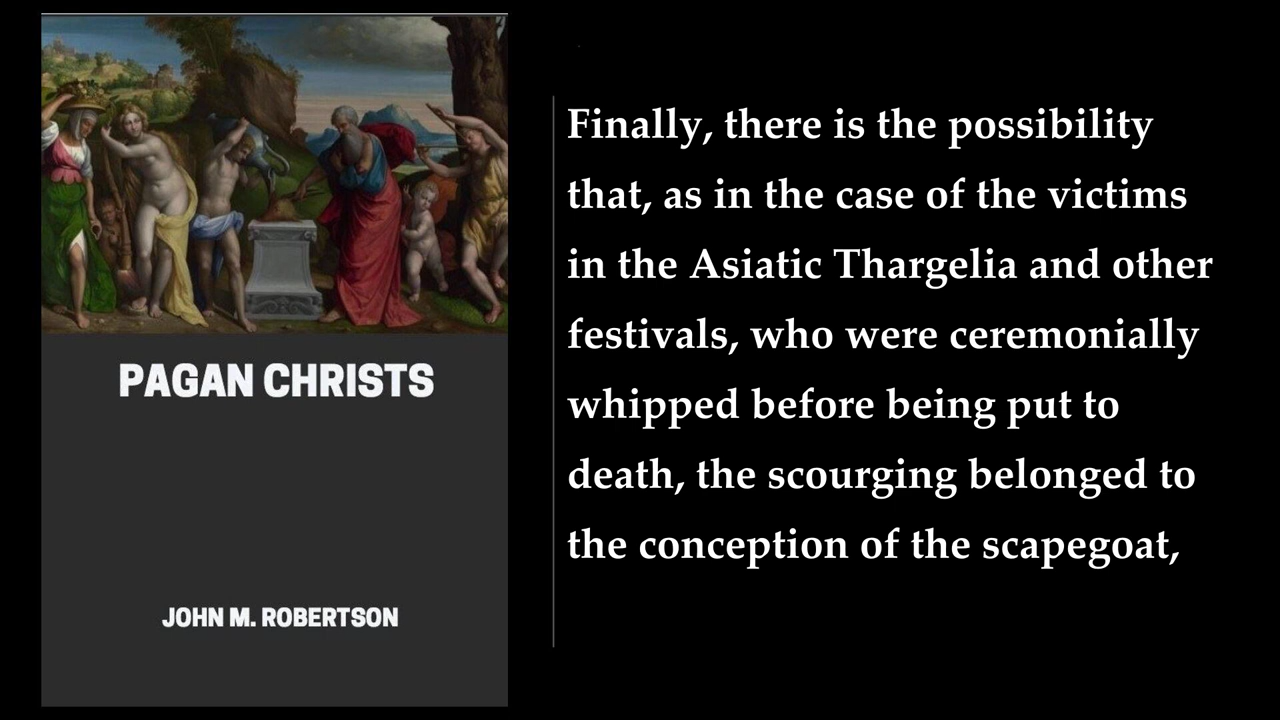 PAGAN CHRISTS
JOHN M. ROBERTSON
Finally, there is the possibility
that, as in the case of the victims
in the Asiatic Thargelia and other
festivals, who were ceremonially
whipped before being put to
death, the scourging belonged to
the conception of the scapegoat,